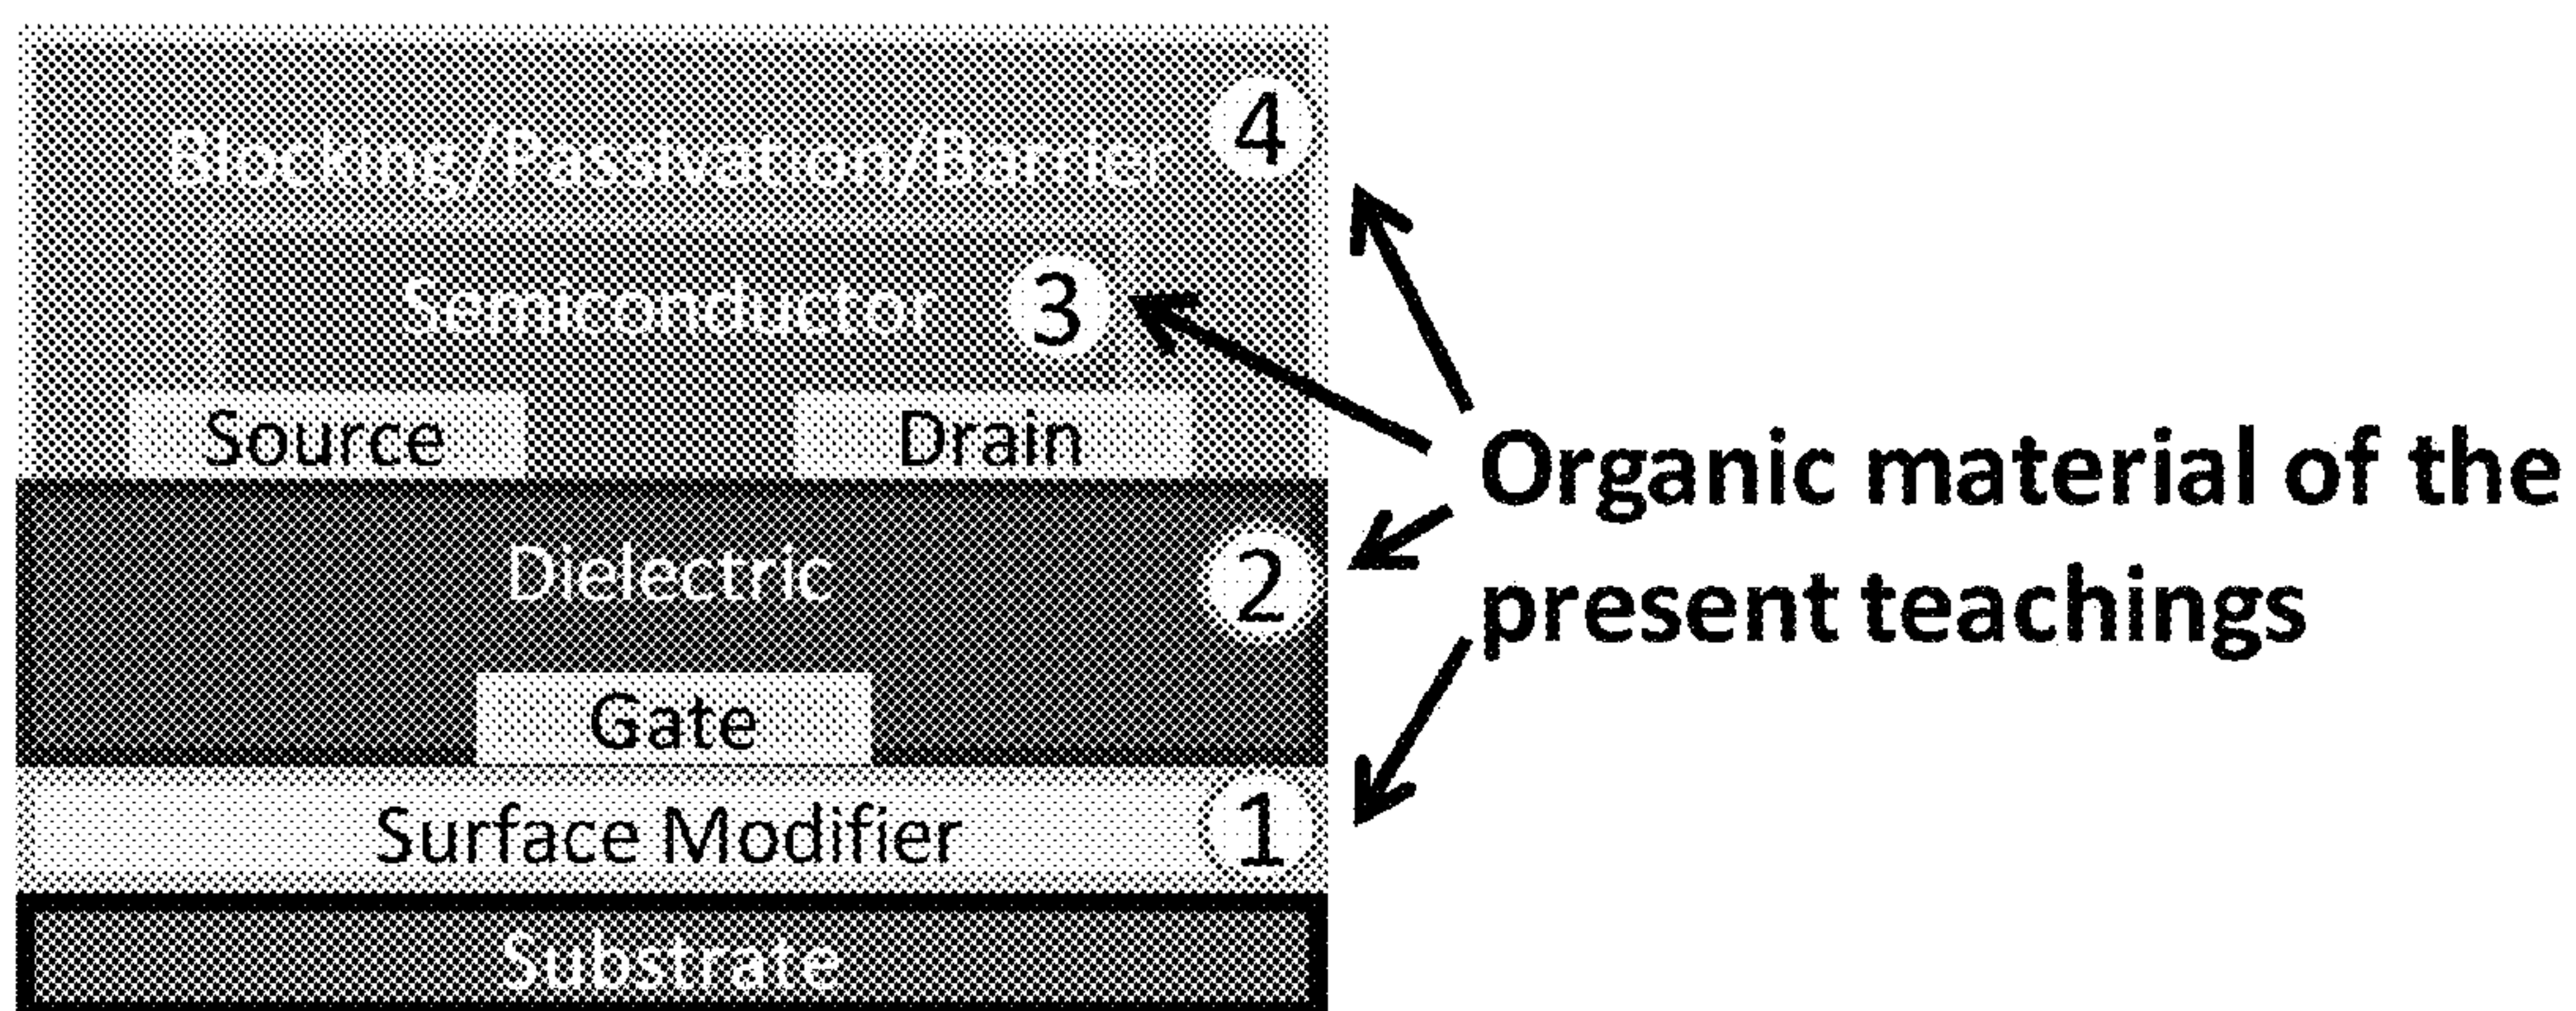 Blocking/Passivation/Barrier 4
Semiconductor 3
Source Drain
Dielectric 2
Gate
Surface Modifier 1
Substrate
Organic material of the
present teachings